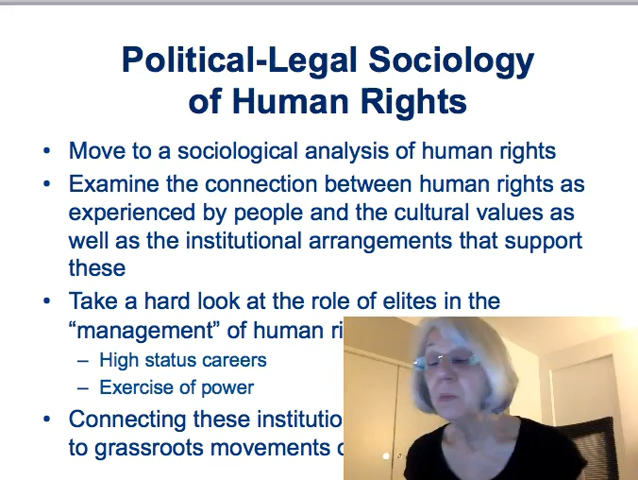 Political-Legal Sociology
of Human Rights
• Move to a sociological analysis of human rights
• Examine the connection between human rights as
experienced by people and the cultural values as
well as the institutional arrangements that support
these
• Take a hard look at the role of elites in the
“management” of human
– High status careers
– Exercise of power
• Connecting these
to grassroots movements